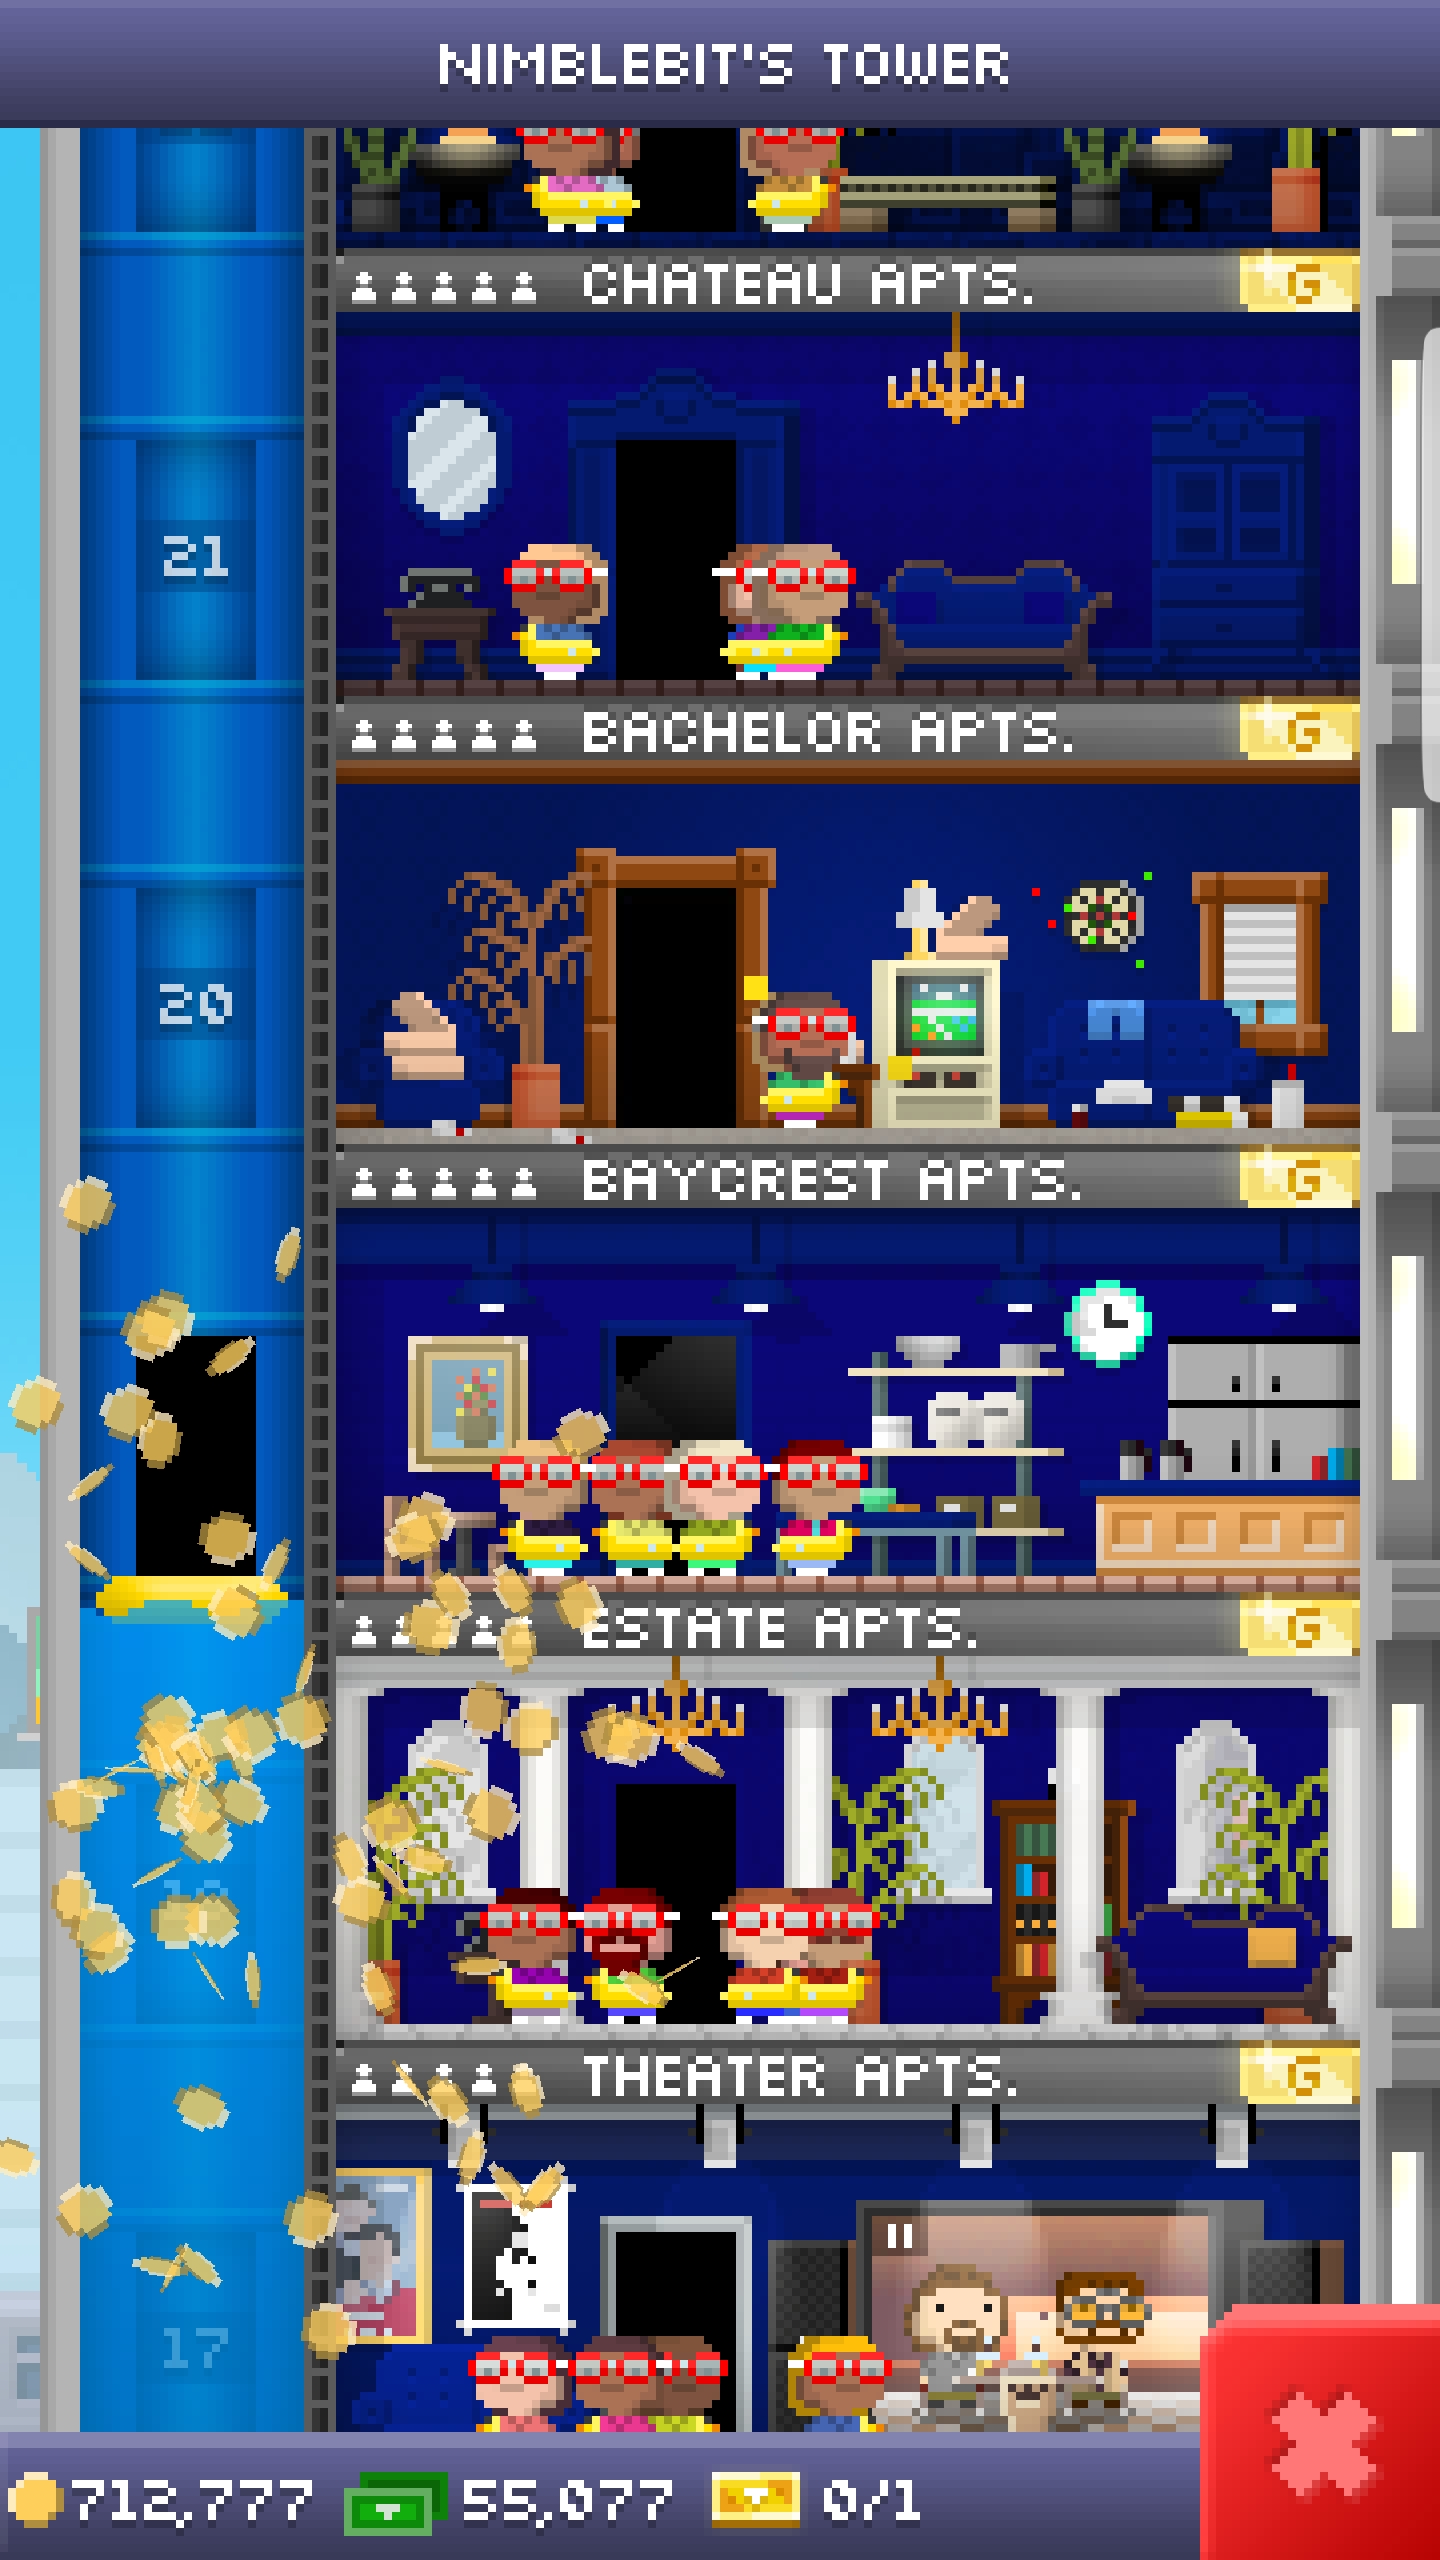 NIMBLEBIT'S TOWER
CHATEAU APTS. G
21
BACHELOR APTS. G
20
BAYCREST APTS. G
ESTATE APTS. G
THEATER APTS. G
17
712,777 55,077 0/1